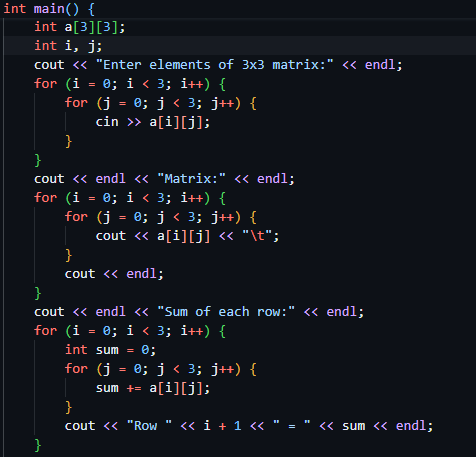 int main() {
    int a[3][3];
    int i, j;
    cout << "Enter elements of 3x3 matrix:" << endl;
    for (i = 0; i < 3; i++) {
        for (j = 0; j < 3; j++) {
            cin >> a[i][j];
        }
    }
    cout << endl << "Matrix:" << endl;
    for (i = 0; i < 3; i++) {
        for (j = 0; j < 3; j++) {
            cout << a[i][j] << "\t";
        }
        cout << endl;
    }
    cout << endl << "Sum of each row:" << endl;
    for (i = 0; i < 3; i++) {
        int sum = 0;
        for (j = 0; j < 3; j++) {
            sum += a[i][j];
        }
        cout << "Row " << i + 1 << " = " << sum << endl;
    }